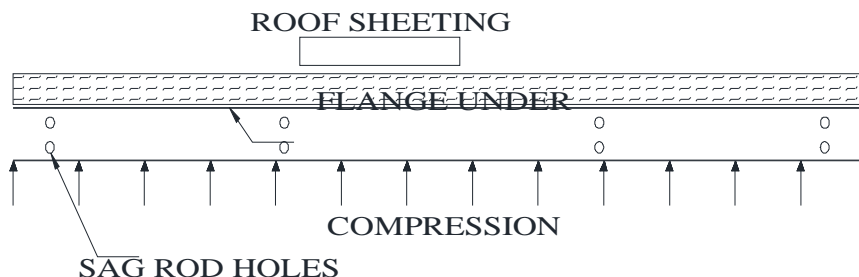 ROOF SHEETING
FLANGE UNDER
COMPRESSION
SAG ROD HOLES